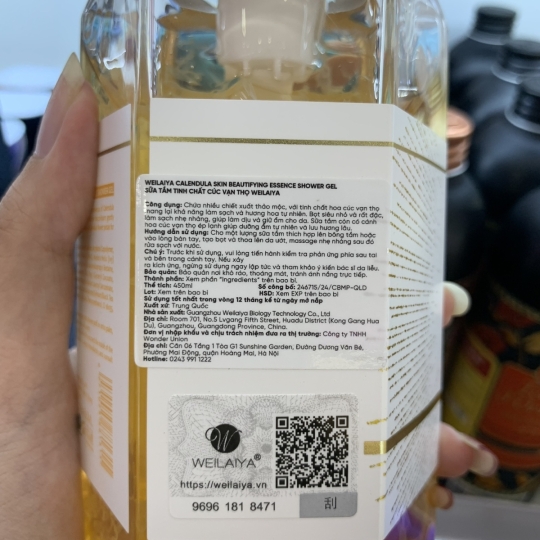 WEILAIYA CALENDULA SKIN BEAUTIFYING ESSENCE SHOWER GEL
SỮA TẮM TINH CHẤT CÚC VẠN THỌ WEILAIYA
Công dụng: Chứa nhiều chiết xuất thảo mộc, với tinh chất hoa cúc vạn thọ
mang lại khả năng làm sạch và hương hoa tự nhiên. Bọt siêu nhỏ và rất đặc,
làm sạch nhẹ nhàng, giúp làm dịu và giữ ẩm cho da. Sữa tắm còn có cánh
hoa cúc vạn thọ ép lạnh giúp dưỡng ẩm tự nhiên và lưu hương lâu.
Hướng dẫn sử dụng: Cho một lượng sữa tắm thích hợp lên bông tắm hoặc
vào lòng bàn tay, tạo bọt và thoa lên da ướt, massage nhẹ nhàng sau đó
rửa sạch với nước.
Chú ý: Trước khi sử dụng, vui lòng tiến hành kiểm tra phản ứng phía sau tai
và bên trong cánh tay. Nếu xảy
ra kích ứng, ngừng sử dụng ngay lập tức và tham khảo ý kiến bác sĩ da liễu.
Bảo quản: Bảo quản nơi khô ráo, thoáng mát, tránh ánh nắng trực tiếp.
Thành phần: Xem phần "Ingredients" trên bao bì.
Thể tích: 450ml Số công bố: 246715/24/CBMP-QLD
Lot: Xem trên bao bì HSD: Xem EXP trên bao bì
Sử dụng tốt nhất trong vòng 12 tháng kể từ ngày mở nắp
Xuất xứ: Trung Quốc
Nhà sản xuất: Guangzhou Weilaiya Biology Technology Co., Ltd
Địa chỉ: Room 701, No.5 Legang Fifth Street, Huadu District (Kong Gang Hua
Du), Guangzhou, Guangdong Province, China.
Đơn vị nhập khẩu và chịu trách nhiệm đưa ra thị trường: Công ty TNHH
Wonder Union
Địa chỉ: Căn 06 Tầng 1 Tòa G1 Sunshine Garden, Đường Dương Văn Bé,
Phường Mai Động, quận Hoàng Mai, Hà Nội
Hotline: 0243 991 1222
W
WEILAIYA®
https://weilaiya.vn
9696 181 8471 刮